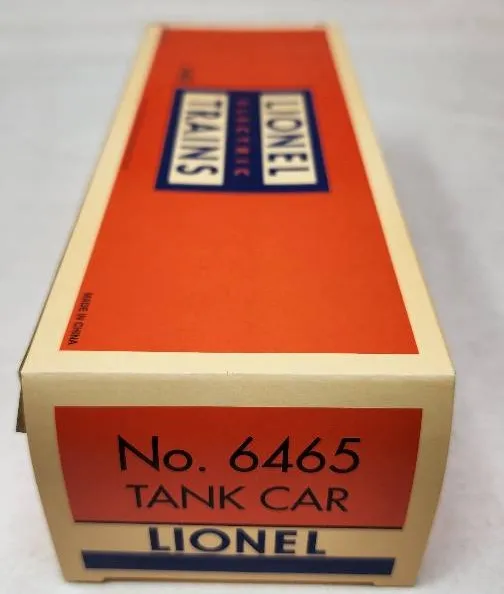 LIONEL
ELECTRIC
TRAINS
MADE IN CHINA
No. 6465
TANK CAR
LIONEL